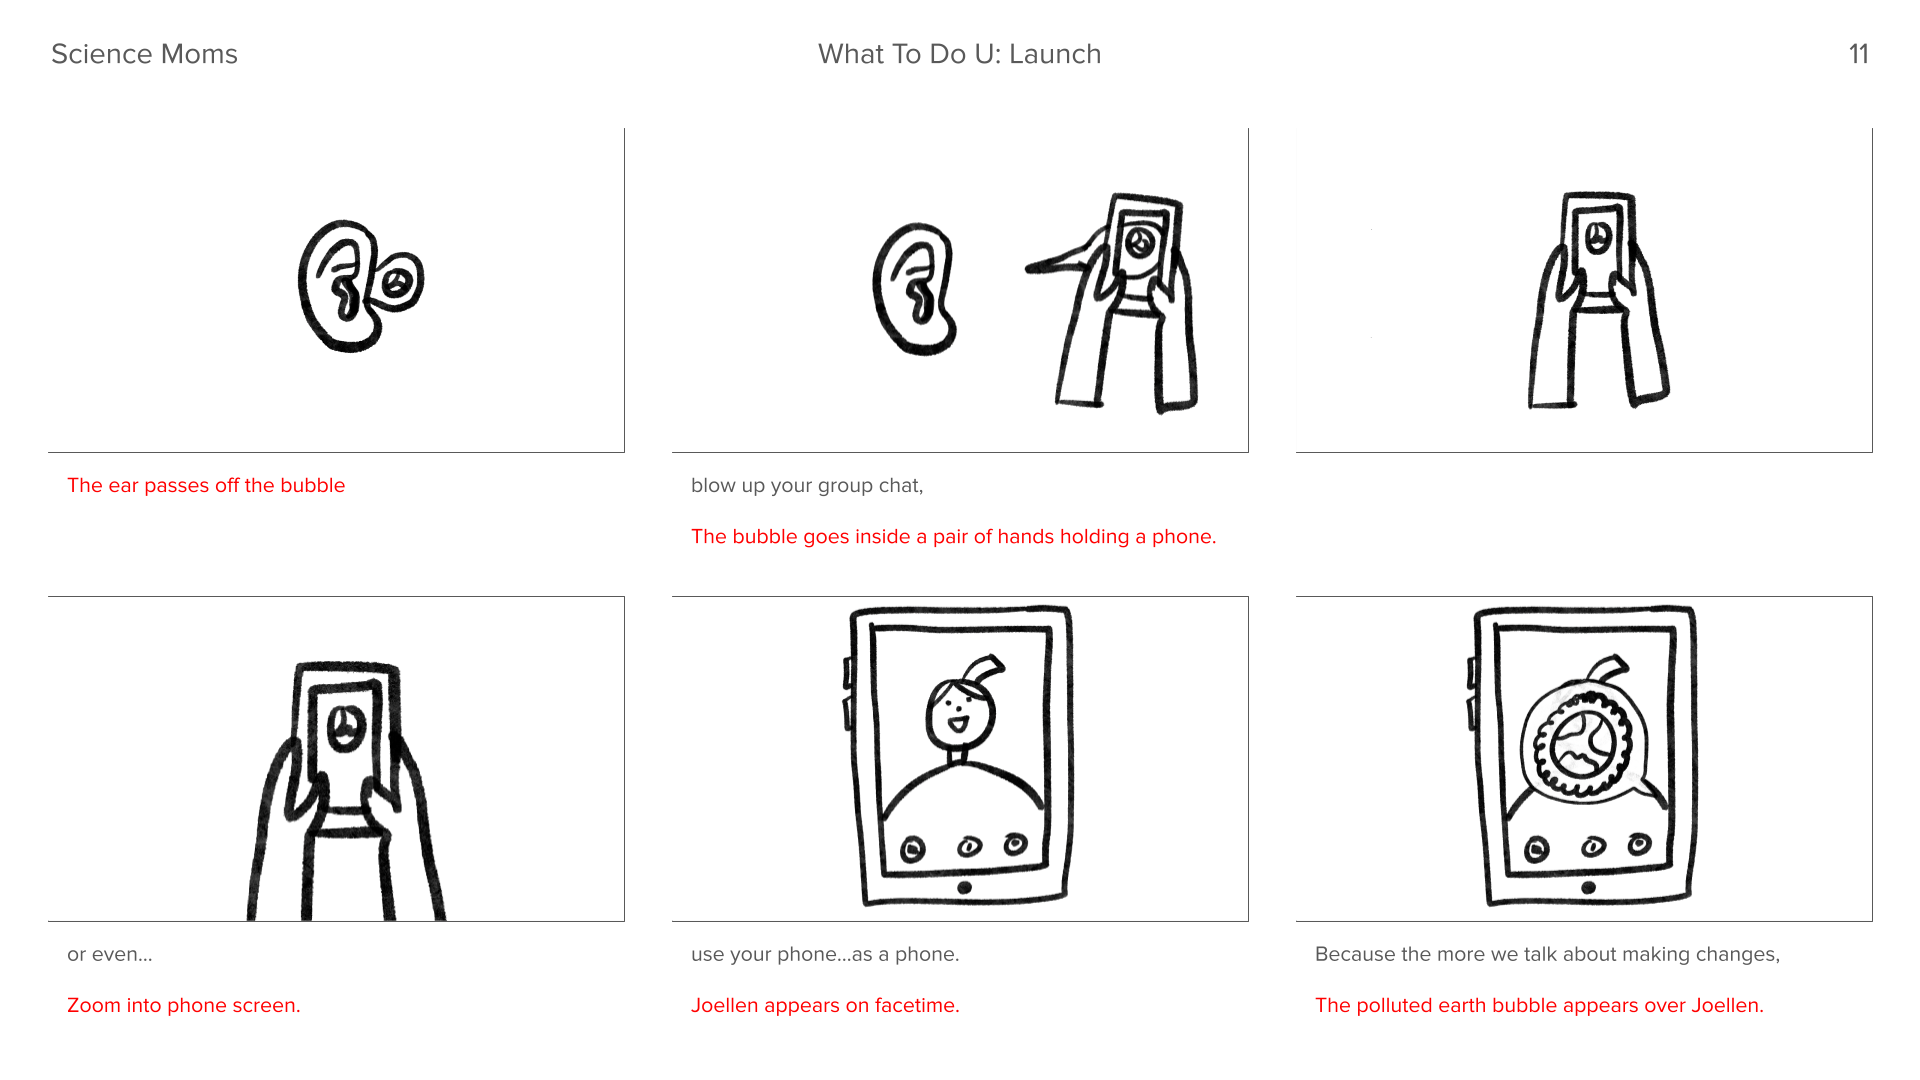 Science Moms
What To Do U: Launch
11
The ear passes off the bubble
blow up your group chat,
The bubble goes inside a pair of hands holding a phone.
or even...
Zoom into phone screen.
use your phone...as a phone.
Joellen appears on facetime.
Because the more we talk about making changes,
The polluted earth bubble appears over Joellen.